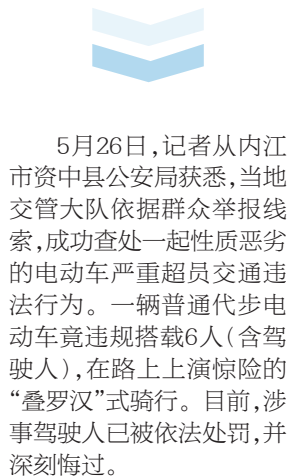 5月26日,记者从内江
市资中县公安局获悉,当地
交管大队依据群众举报线
索,成功查处一起性质恶劣
的电动车严重超员交通违
法行为。一辆普通代步电
动车竟违规搭载6人(含驾
驶人),在路上上演惊险的
“叠罗汉”式骑行。目前,涉
事驾驶人已被依法处罚,并
深刻悔过。